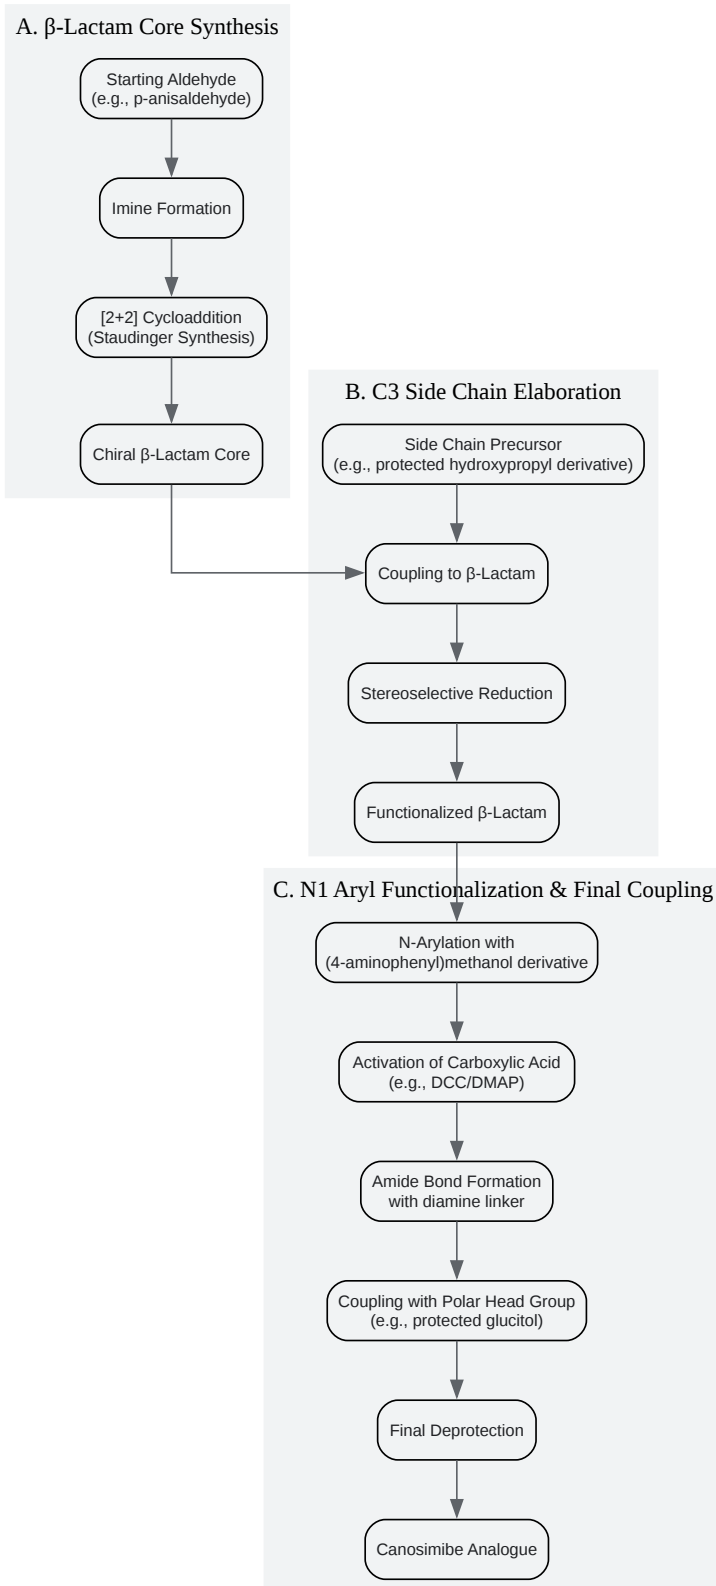 A. β-Lactam Core Synthesis
Starting Aldehyde
(e.g., p-anisaldehyde)
Imine Formation
[2+2] Cycloaddition
(Staudinger Synthesis)
Chiral β-Lactam Core
B. C3 Side Chain Elaboration
Side Chain Precursor
(e.g., protected hydroxypropyl derivative)
Coupling to β-Lactam
Stereoselective Reduction
Functionalized β-Lactam
C. N1 Aryl Functionalization & Final Coupling
N-Arylation with
(4-aminophenyl)methanol derivative
Activation of Carboxylic Acid
(e.g., DCC/DMAP)
Amide Bond Formation
with diamine linker
Coupling with Polar Head Group
(e.g., protected glucitol)
Final Deprotection
Canosimibe Analogue